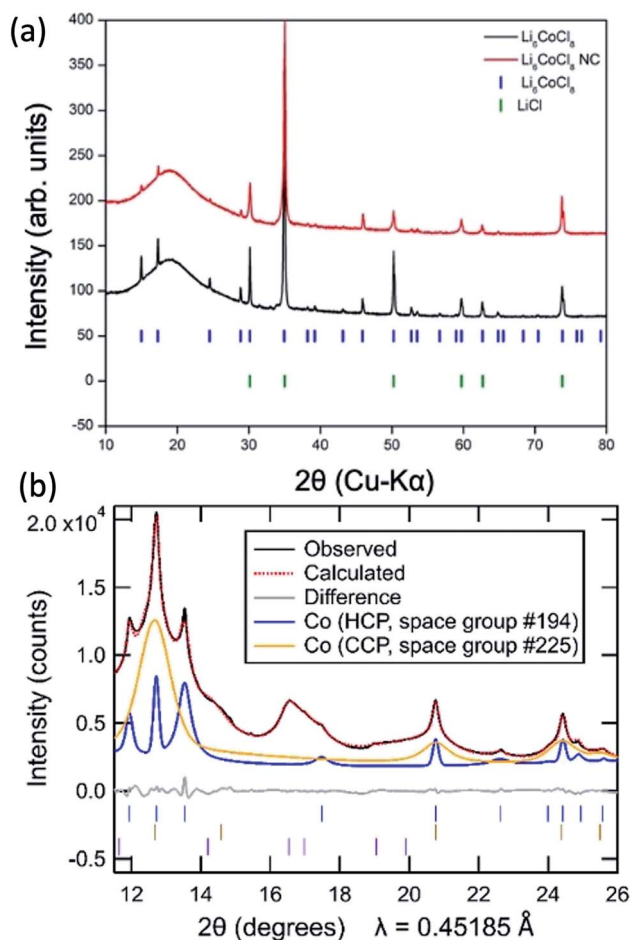 (a)
400
350
300
250
200
150
100
50
0
-50
Intensity (arb. units)
Li₆CoCl₈
Li₆CoCl₈ NC
Li₆CoCl₈
LiCl
10 20 30 40 50 60 70 80
2θ (Cu-Kα)
(b)
2.0 x10⁴
1.5
1.0
0.5
0.0
-0.5
Intensity (counts)
Observed
Calculated
Difference
Co (HCP, space group #194)
Co (CCP, space group #225)
12 14 16 18 20 22 24 26
2θ (degrees) λ = 0.45185 Å